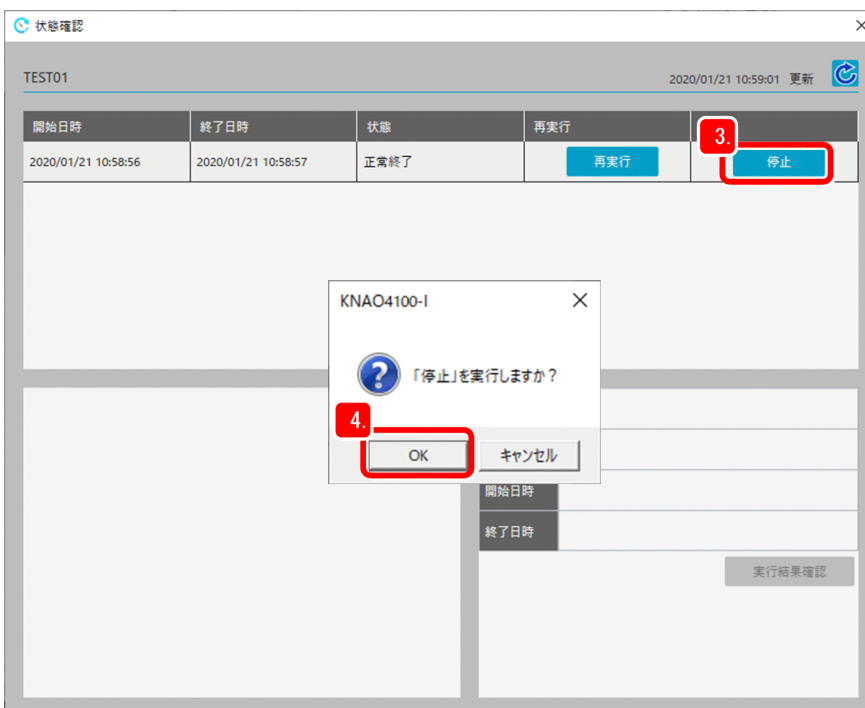 状態確認
TEST01
2020/01/21 10:59:01 更新
開始日時 終了日時 状態 再実行
3.
2020/01/21 10:58:56 2020/01/21 10:58:57 正常終了 再実行 停止
KNAO4100-I
「停止」を実行しますか？
4.
OK キャンセル
開始日時
終了日時
実行結果確認